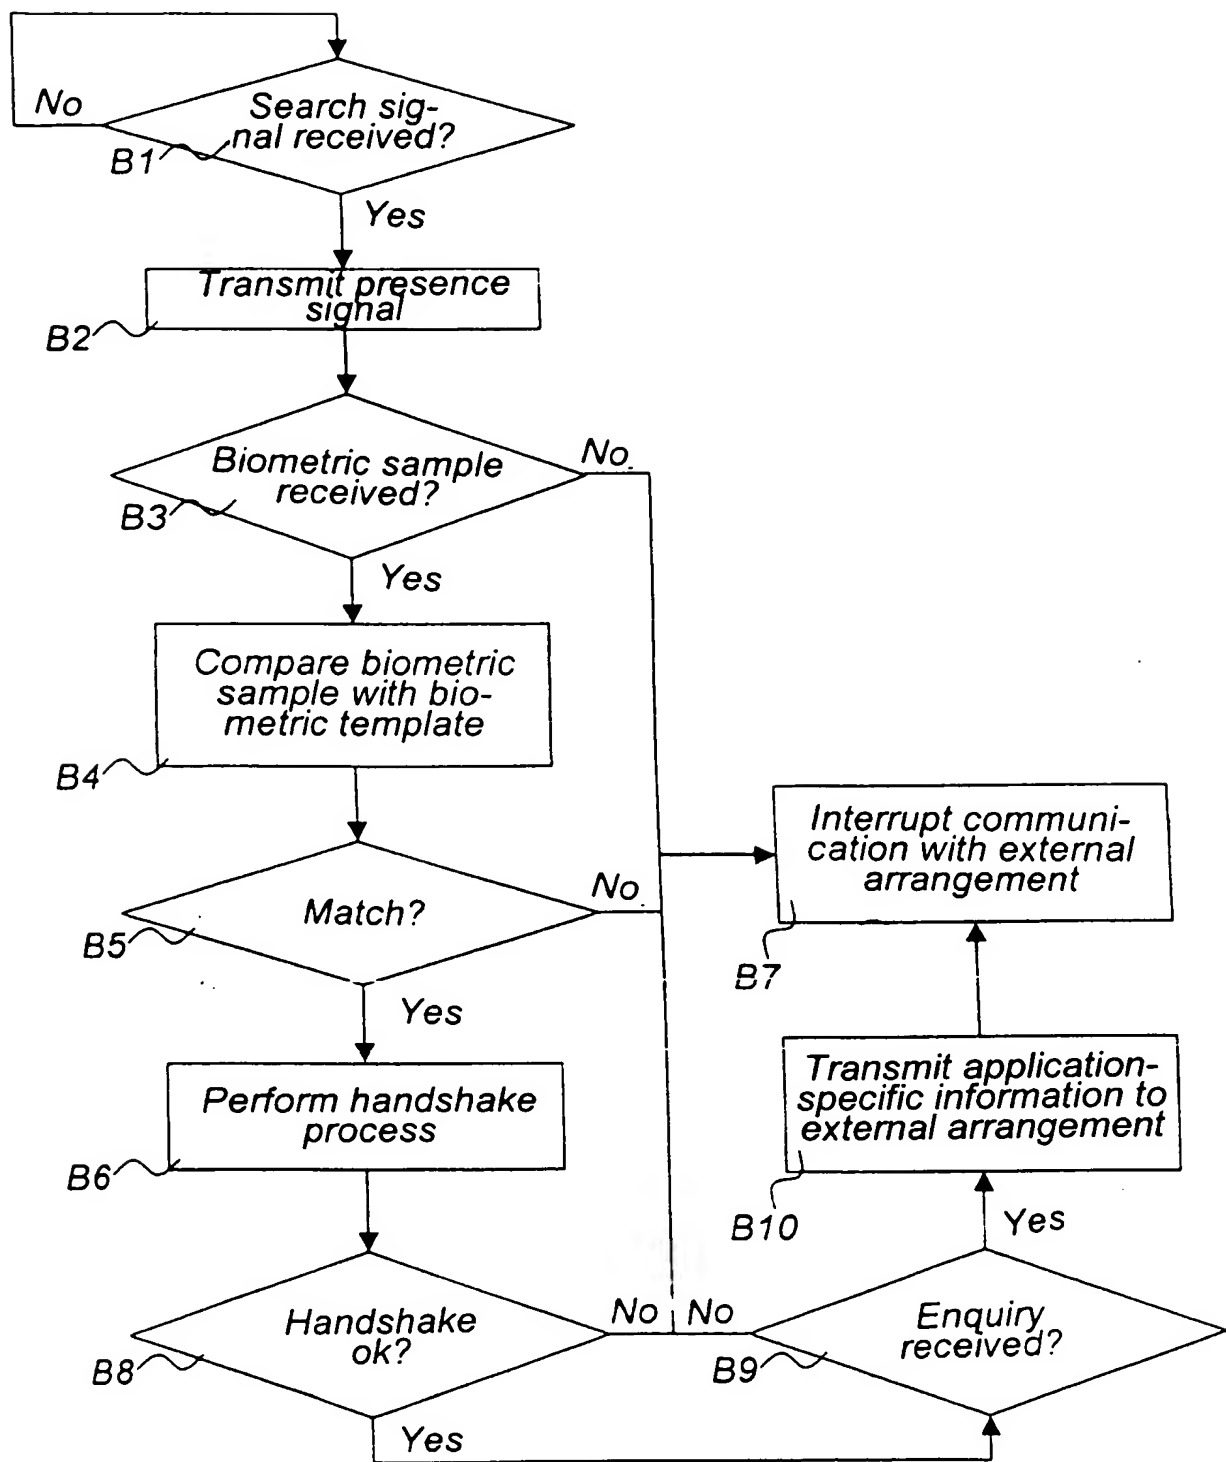 No
Search sig-
nal received?
B1
Yes
Transmit presence
signal
B2
Biometric sample
received?
No
B3
Yes
Compare biometric
sample with bio-
metric template
B4
Match?
No
B5
Yes
Perform handshake
process
B6
Handshake
ok?
No
B8
Yes
No
Enquiry
received?
B9
Yes
Transmit application-
specific information to
external arrangement
B10
Interrupt communi-
cation with external
arrangement
B7